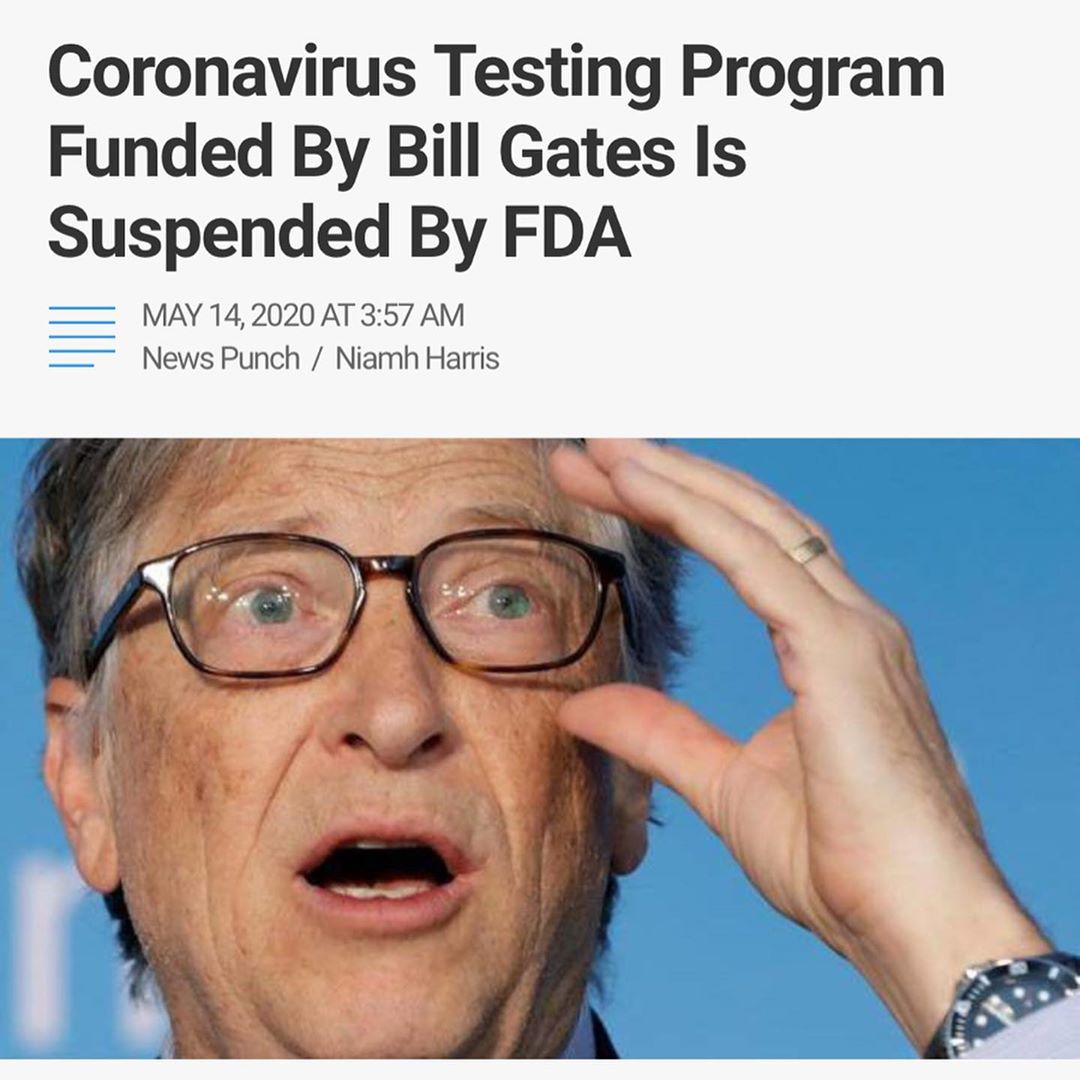 Coronavirus Testing Program
Funded By Bill Gates Is
Suspended By FDA
MAY 14, 2020 AT 3:57 AM
News Punch / Niamh Harris